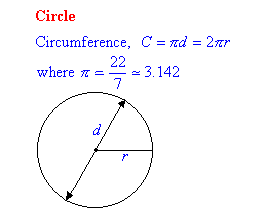 Circle
Circumference, C = πd = 2πr
where π = 22/7 ≃ 3.142
d
r